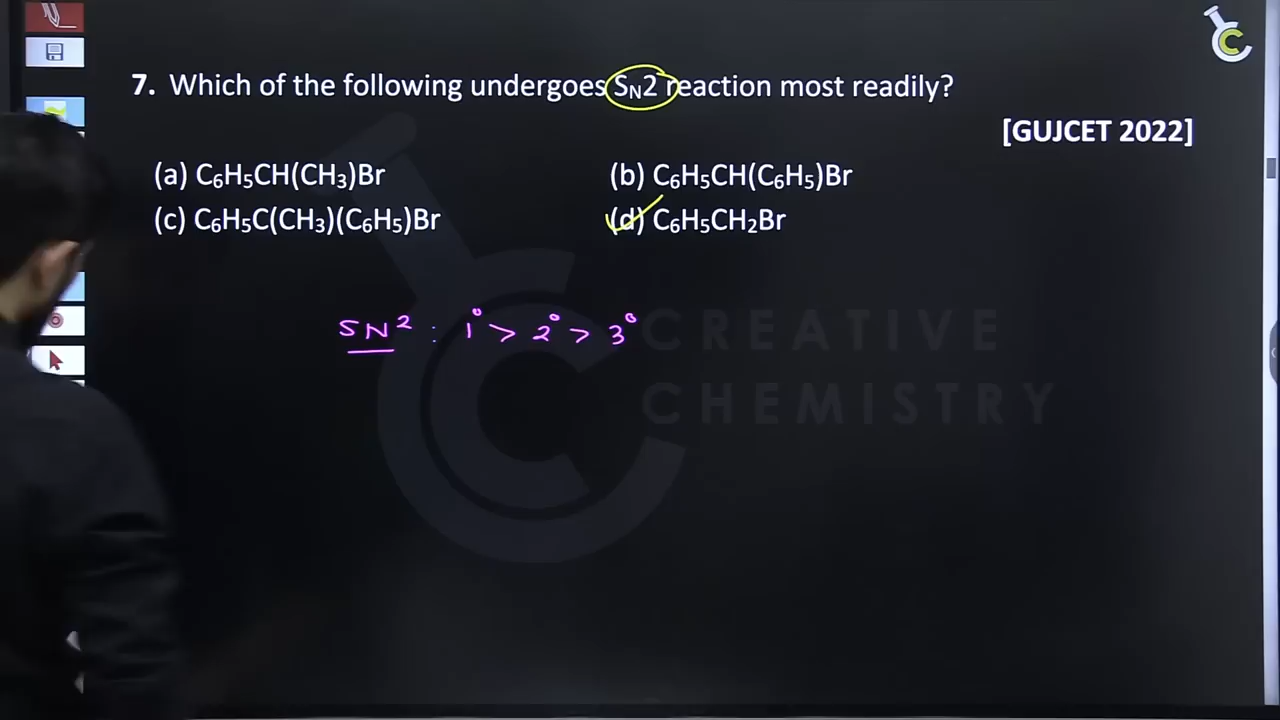 7. Which of the following undergoes SN2 reaction most readily?
[GUJCET 2022]
(a) C6H5CH(CH3)Br (b) C6H5CH(C6H5)Br
(c) C6H5C(CH3)(C6H5)Br (d) C6H5CH2Br
SN2 : 1° > 2° > 3°
CREATIVE
CHEMISTRY